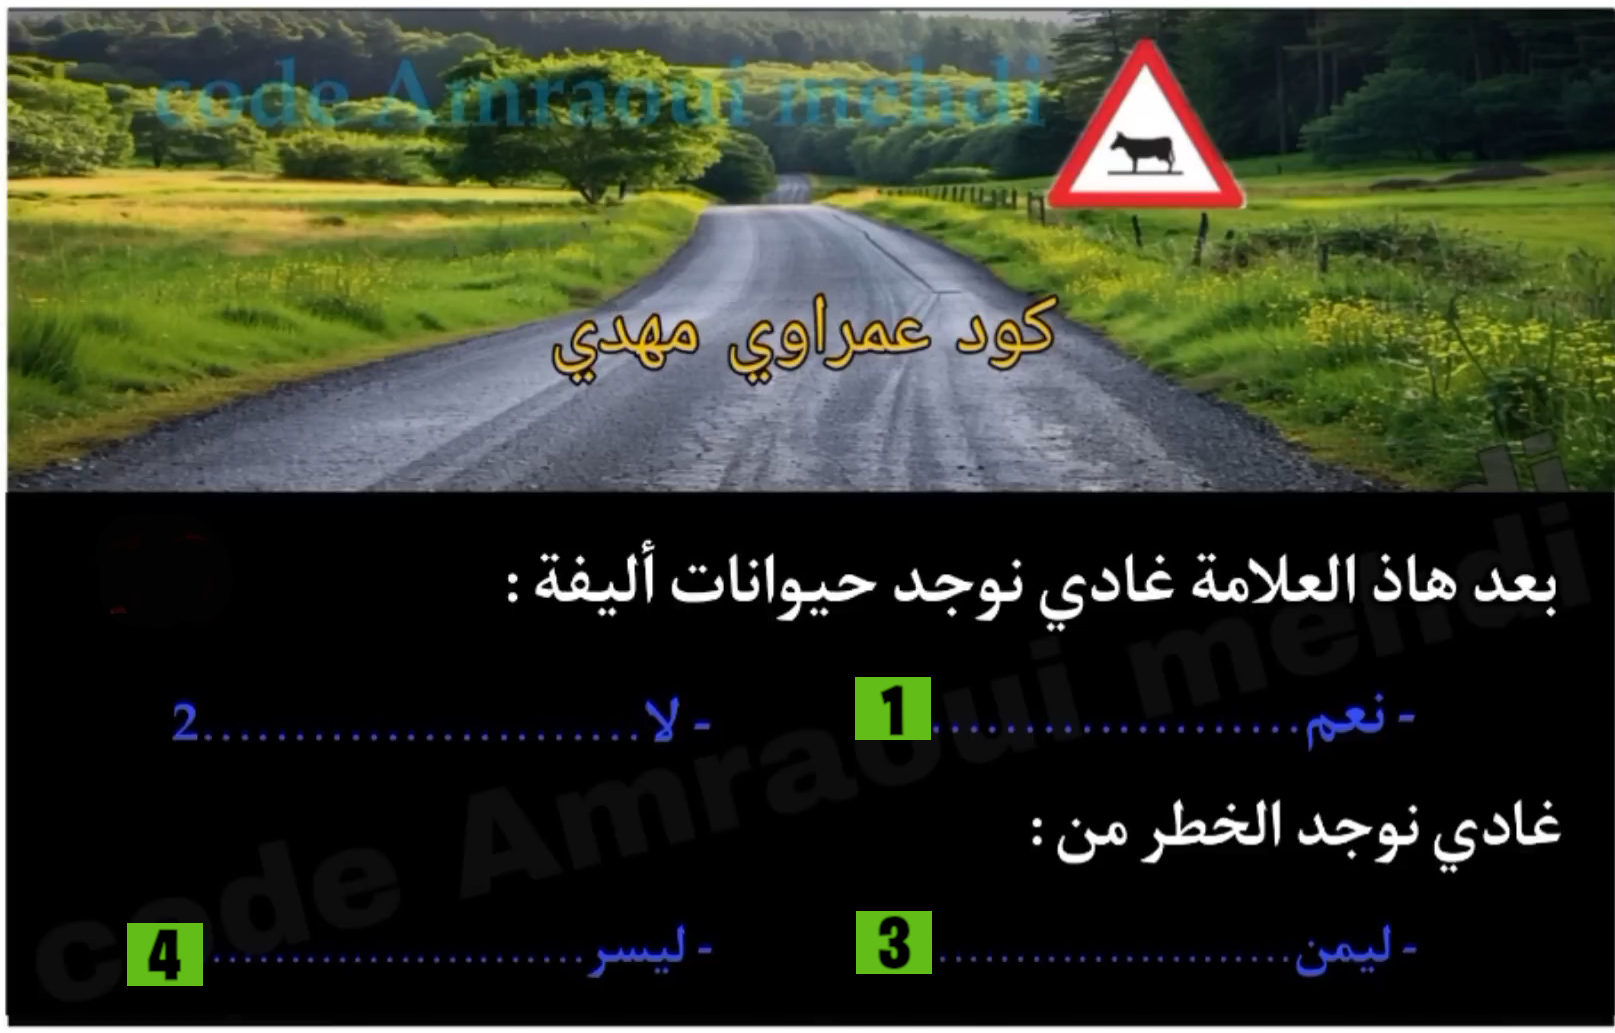 code Amraoui mehdi
كود عمراوي مهدي
بعد هاذ العلامة غادي نوجد حيوانات أليفة :
- نعم....................1 - لا........................2
غادي نوجد الخطر من :
- ليمن....................3 - ليسر....................4
code Amraoui mehdi